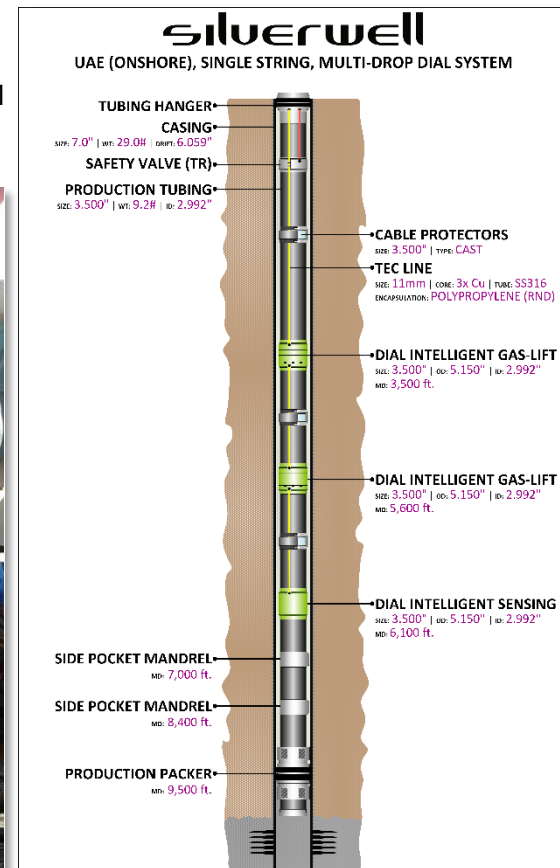 silverwell
UAE (ONSHORE), SINGLE STRING, MULTI-DROP DIAL SYSTEM
TUBING HANGER
CASING
SIZE: 7.0" | WT: 29.0# | DRIFT: 6.059"
SAFETY VALVE (TR)
PRODUCTION TUBING
SIZE: 3.500" | WT: 9.2# | ID: 2.992"
CABLE PROTECTORS
SIZE: 3.500" | TYPE: CAST
TEC LINE
SIZE: 11mm | CORE: 3x Cu | TUBE: SS316
ENCAPSULATION: POLYPROPYLENE (RND)
DIAL INTELLIGENT GAS-LIFT
SIZE: 3.500" | OD: 5.150" | ID: 2.992"
MD: 3,500 ft.
DIAL INTELLIGENT GAS-LIFT
SIZE: 3.500" | OD: 5.150" | ID: 2.992"
MD: 5,600 ft.
DIAL INTELLIGENT SENSING
SIZE: 3.500" | OD: 5.150" | ID: 2.992"
MD: 6,100 ft.
SIDE POCKET MANDREL
MD: 7,000 ft.
SIDE POCKET MANDREL
MD: 8,400 ft.
PRODUCTION PACKER
MD: 9,500 ft.